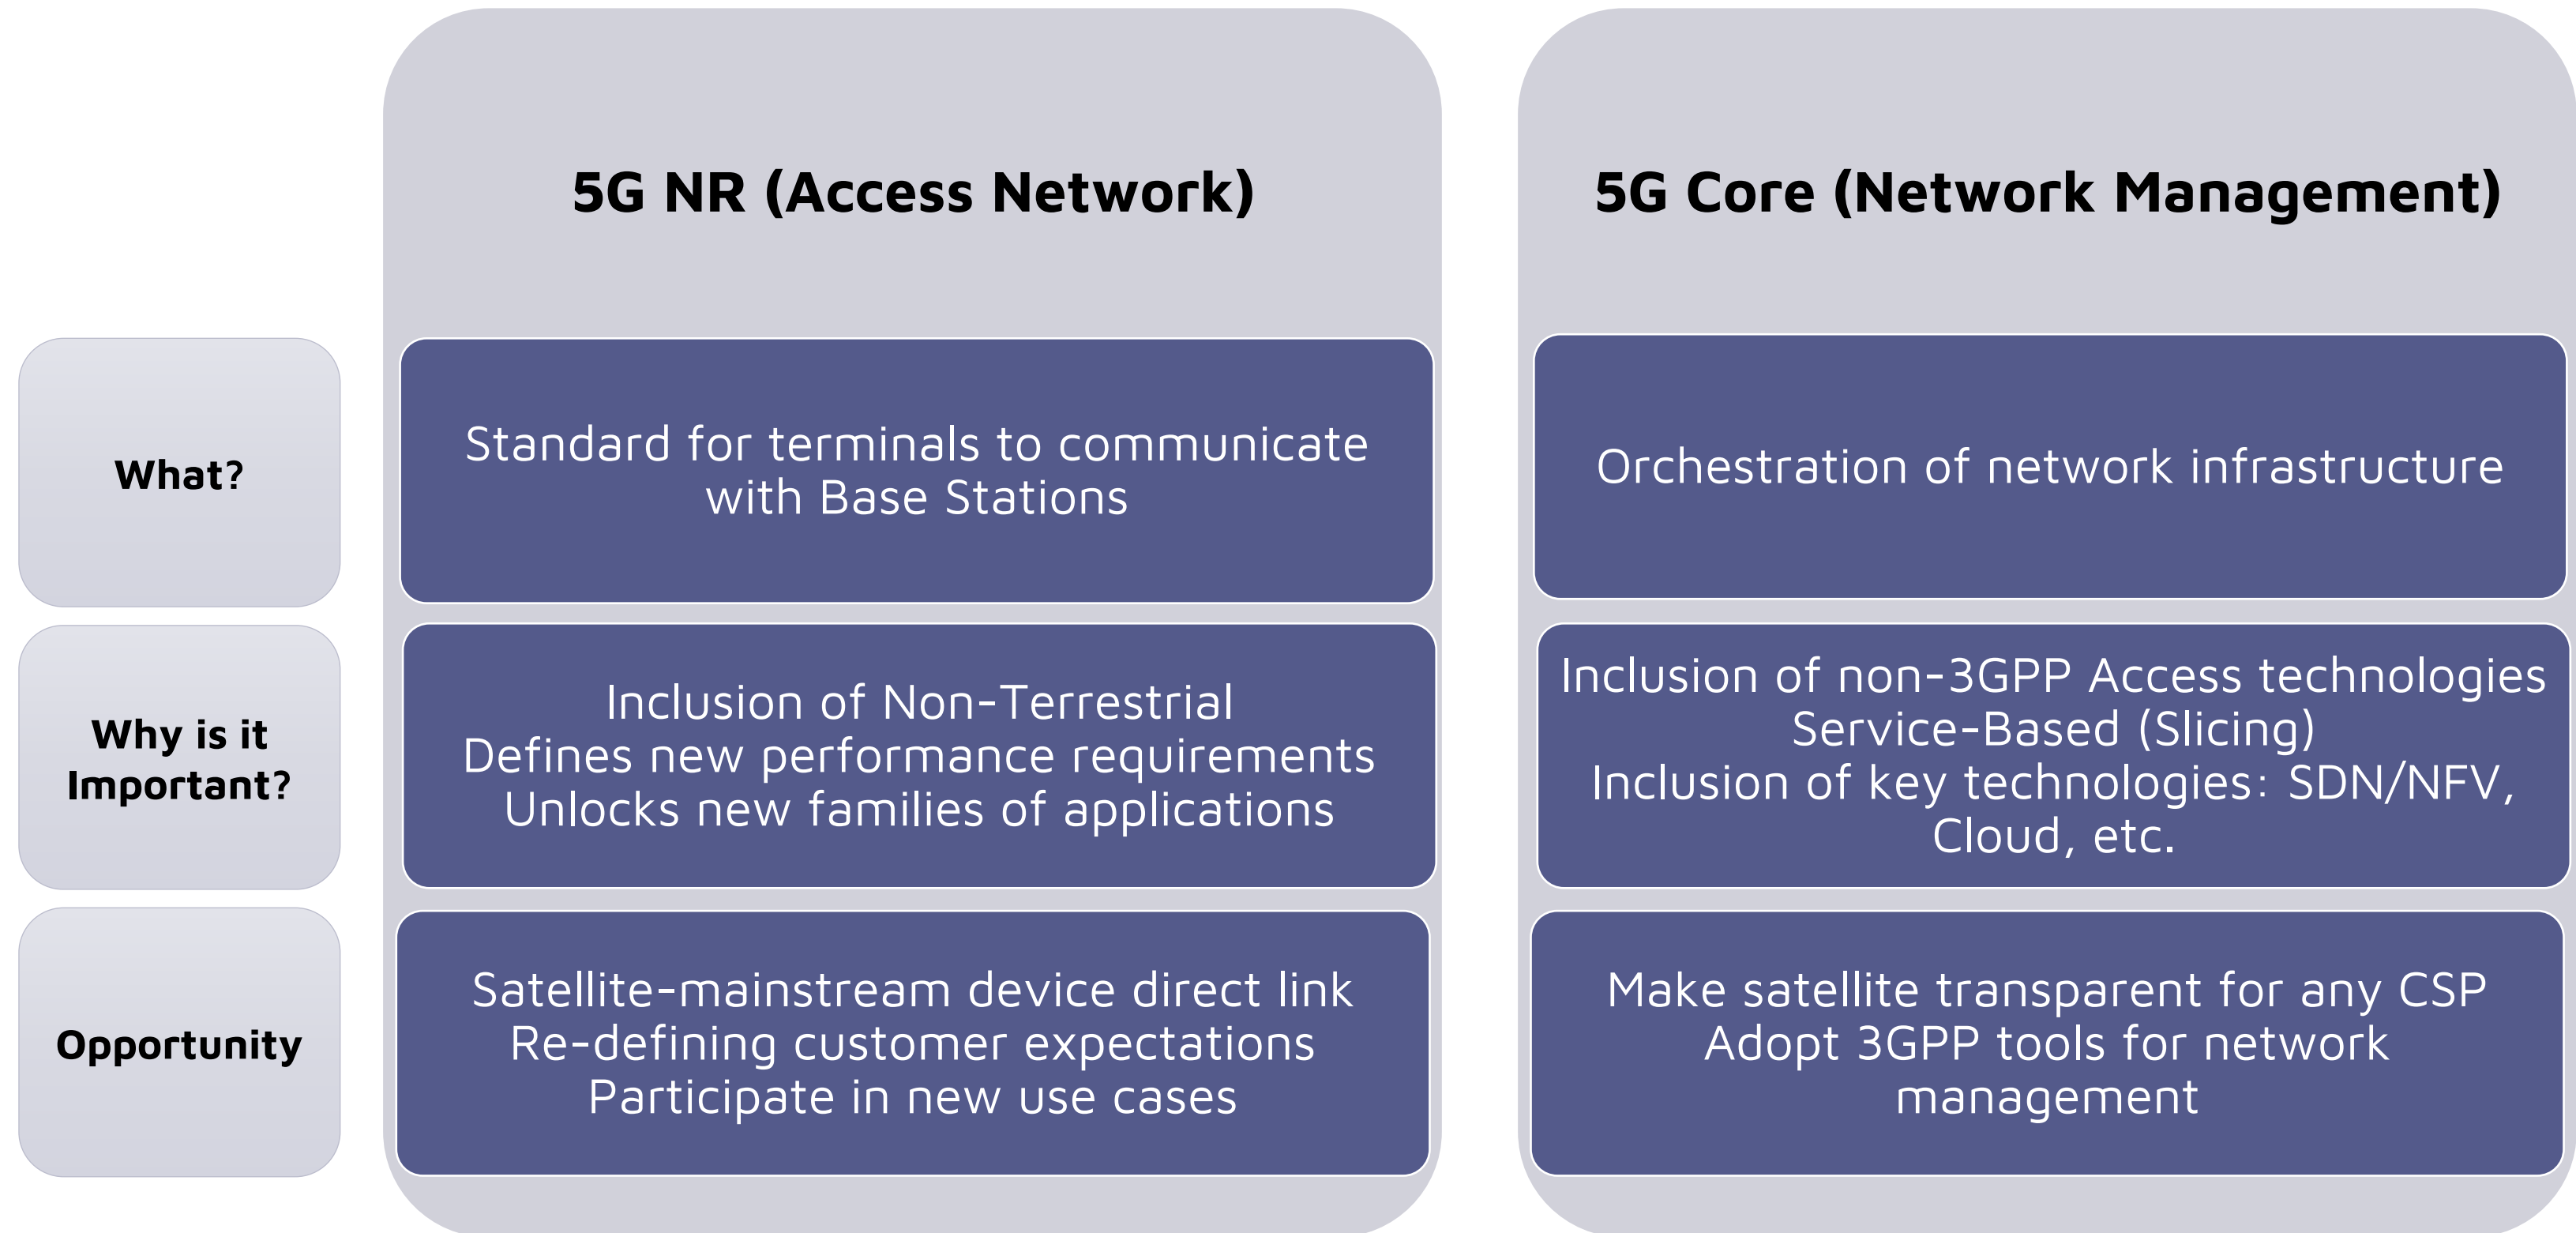 5G NR (Access Network)
5G Core (Network Management)
What?
Standard for terminals to communicate
with Base Stations
Orchestration of network infrastructure
Why is it
Important?
Inclusion of Non-Terrestrial
Defines new performance requirements
Unlocks new families of applications
Inclusion of non-3GPP Access technologies
Service-Based (Slicing)
Inclusion of key technologies: SDN/NFV,
Cloud, etc.
Opportunity
Satellite-mainstream device direct link
Re-defining customer expectations
Participate in new use cases
Make satellite transparent for any CSP
Adopt 3GPP tools for network
management